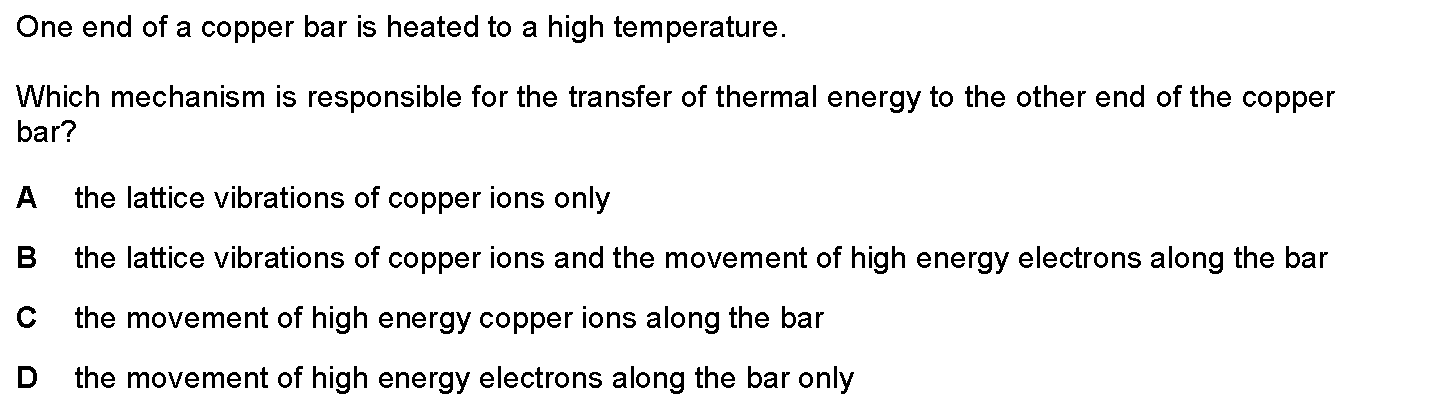 One end of a copper bar is heated to a high temperature.
Which mechanism is responsible for the transfer of thermal energy to the other end of the copper
bar?
A the lattice vibrations of copper ions only
B the lattice vibrations of copper ions and the movement of high energy electrons along the bar
C the movement of high energy copper ions along the bar
D the movement of high energy electrons along the bar only